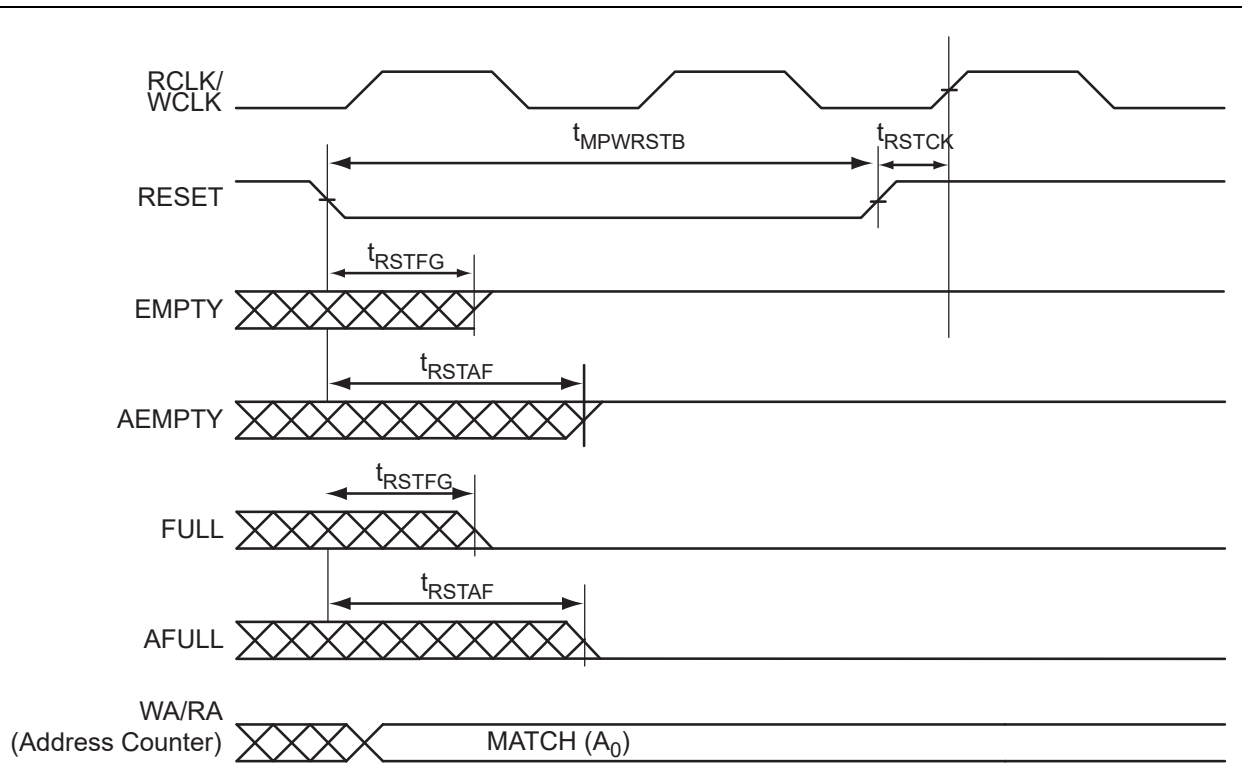 RCLK/
WCLK
tMPWRSTB
tRSTCK
RESET
tRSTFG
EMPTY
tRSTAF
AEMPTY
tRSTFG
FULL
tRSTAF
AFULL
WA/RA
(Address Counter)
MATCH (A0)